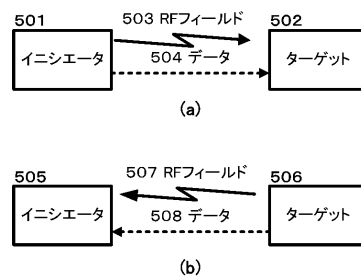 501
503 RFフィールド
502
イニシエータ
504 データ
ターゲット
(a)
505
507 RFフィールド
506
イニシエータ
508 データ
ターゲット
(b)